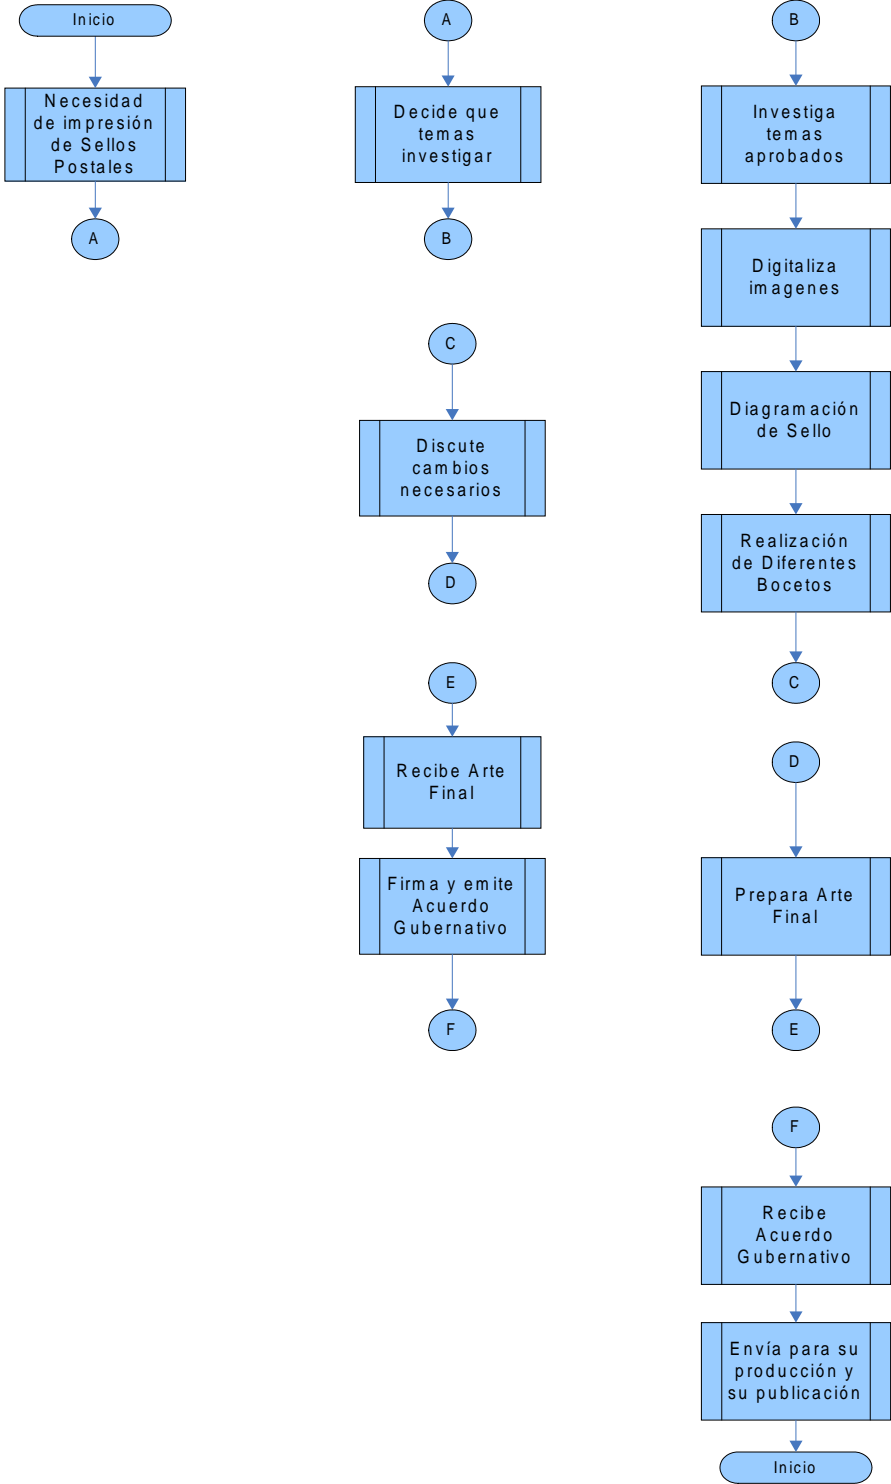 Inicio
Necesidad
de impresión
de Sellos
Postales
A
A
Decide que
temas
investigar
B
C
Discute
cambios
necesarios
D
E
Recibe Arte
Final
Firma y emite
Acuerdo
Gubernativo
F
B
Investiga
temas
aprobados
Digitaliza
imagenes
Diagramación
de Sello
Realización
de Diferentes
Bocetos
C
D
Prepara Arte
Final
E
F
Recibe
Acuerdo
Gubernativo
Envía para su
producción y
su publicación
Inicio